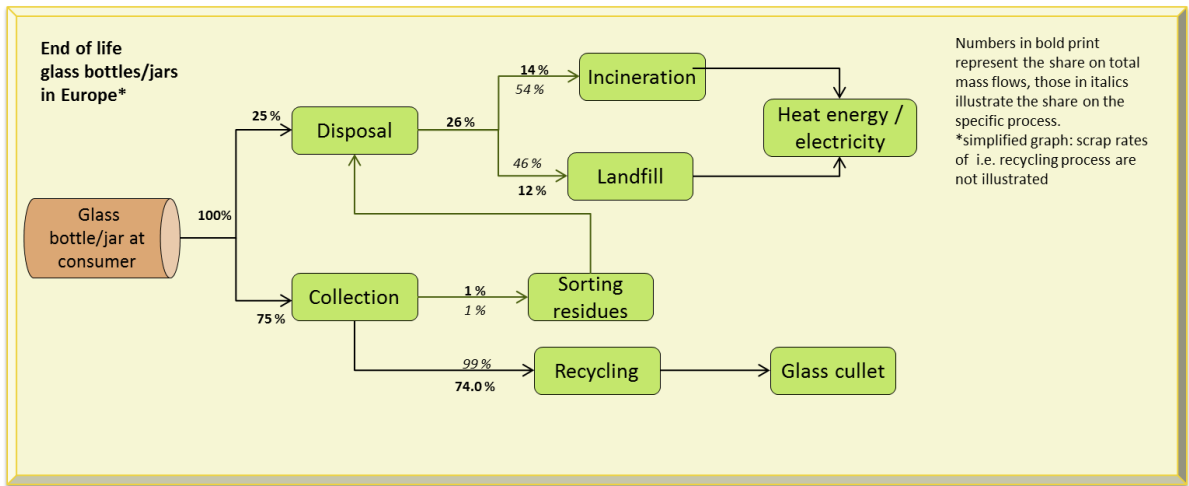 End of life
glass bottles/jars
in Europe*
Numbers in bold print
represent the share on total
mass flows, those in italics
illustrate the share on the
specific process.
*simplified graph: scrap rates
of i.e. recycling process are
not illustrated
Glass
bottle/jar at
consumer
100%
25 %
Disposal
26 %
14 %
54 %
Incineration
46 %
12 %
Landfill
Heat energy /
electricity
75 %
Collection
1 %
1 %
Sorting
residues
99 %
74.0 %
Recycling
Glass cullet